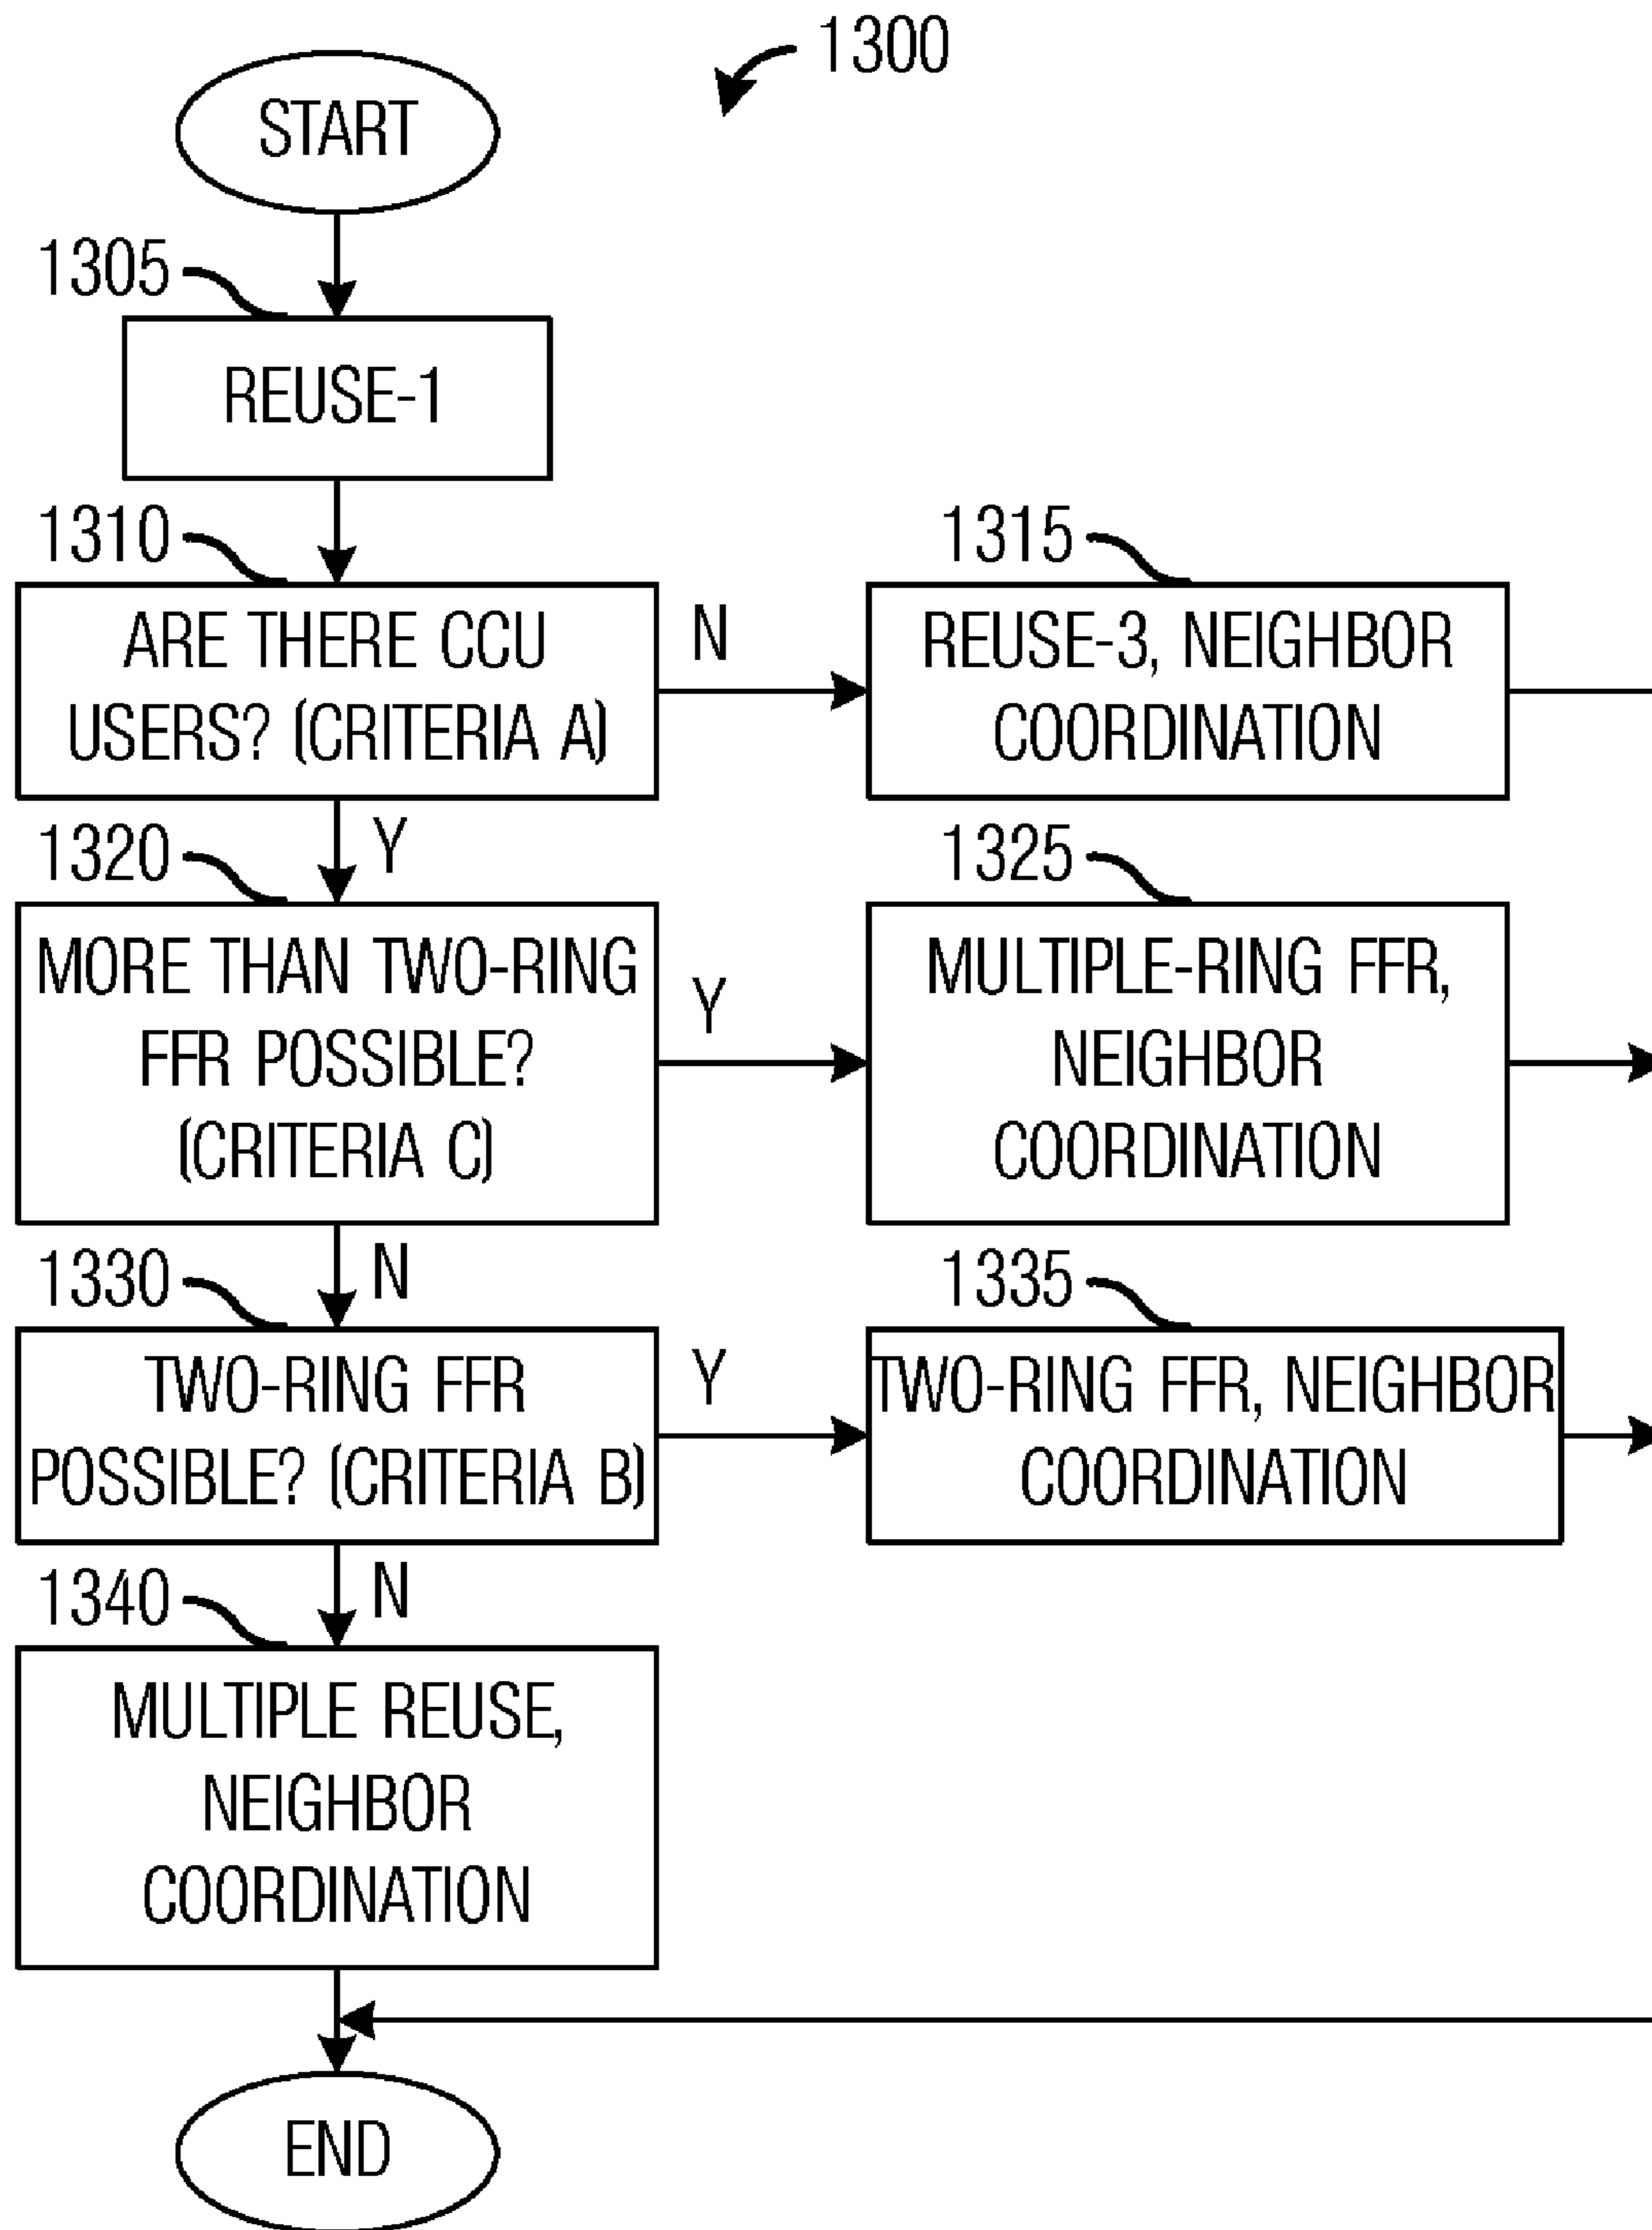 1300
START
1305
REUSE-1
1310
ARE THERE CCU
USERS? (CRITERIA A)
N
1315
REUSE-3, NEIGHBOR
COORDINATION
Y
1320
MORE THAN TWO-RING
FFR POSSIBLE?
(CRITERIA C)
Y
1325
MULTIPLE-RING FFR,
NEIGHBOR
COORDINATION
N
1330
TWO-RING FFR
POSSIBLE? (CRITERIA B)
Y
1335
TWO-RING FFR, NEIGHBOR
COORDINATION
N
1340
MULTIPLE REUSE,
NEIGHBOR
COORDINATION
END